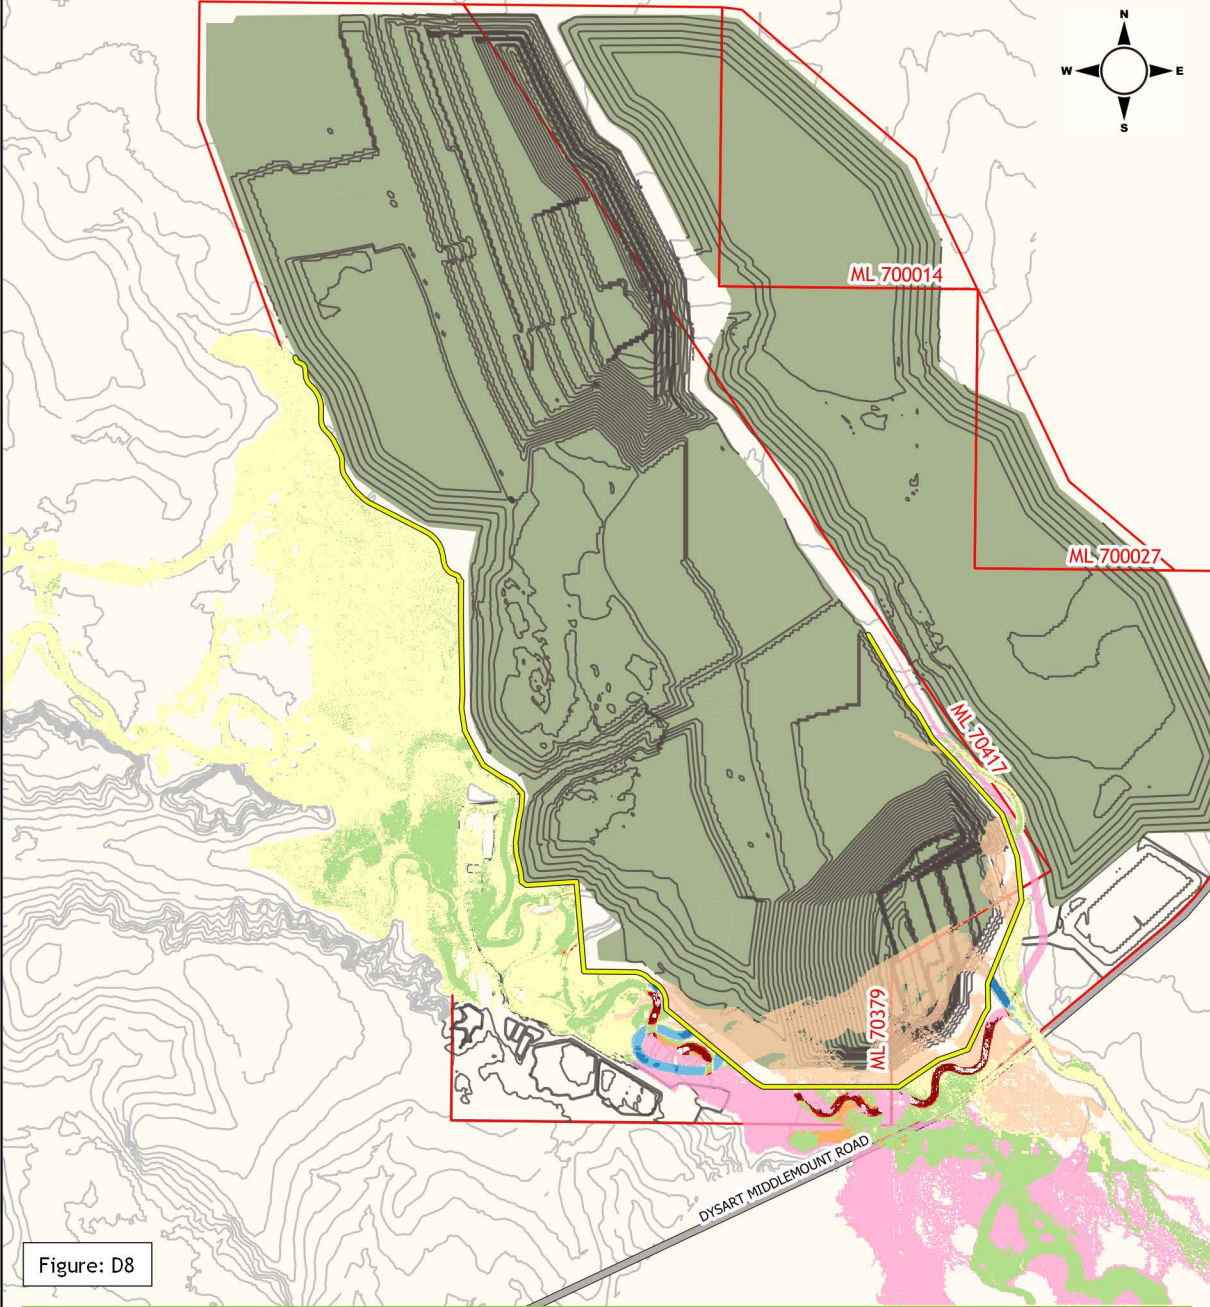 N
W E
S
ML 700014
ML 700027
ML 70417
ML 70379
DYSART MIDDLEMOUNT ROAD
Figure: D8